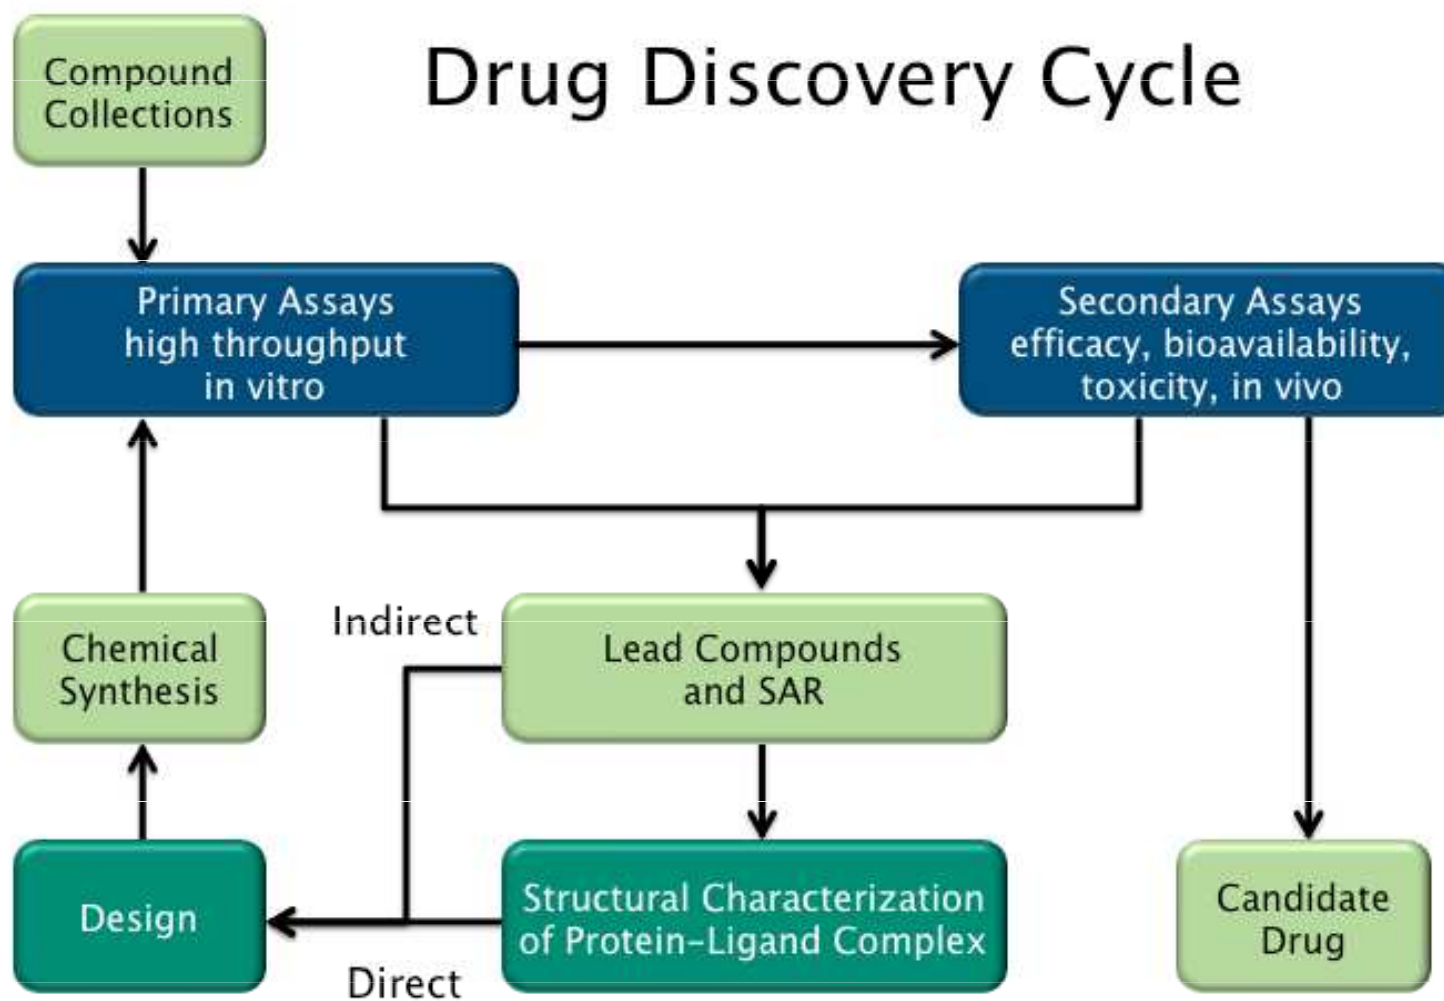 Compound
Collections
Drug Discovery Cycle
Primary Assays
high throughput
in vitro
Secondary Assays
efficacy, bioavailability,
toxicity, in vivo
Chemical
Synthesis
Indirect
Lead Compounds
and SAR
Design
Direct
Structural Characterization
of Protein-Ligand Complex
Candidate
Drug